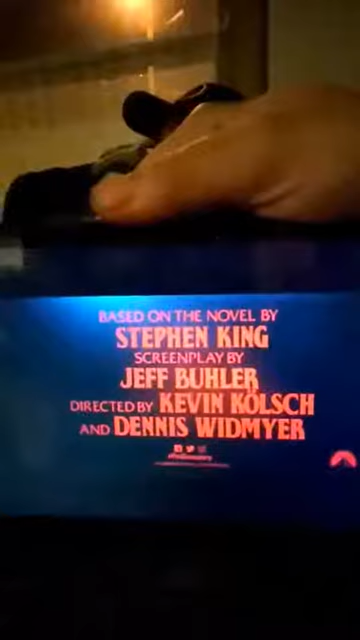 BASED ON THE NOVEL BY
STEPHEN KING
SCREENPLAY BY
JEFF BUHLER
DIRECTED BY KEVIN KÖLSCH
AND DENNIS WIDMYER